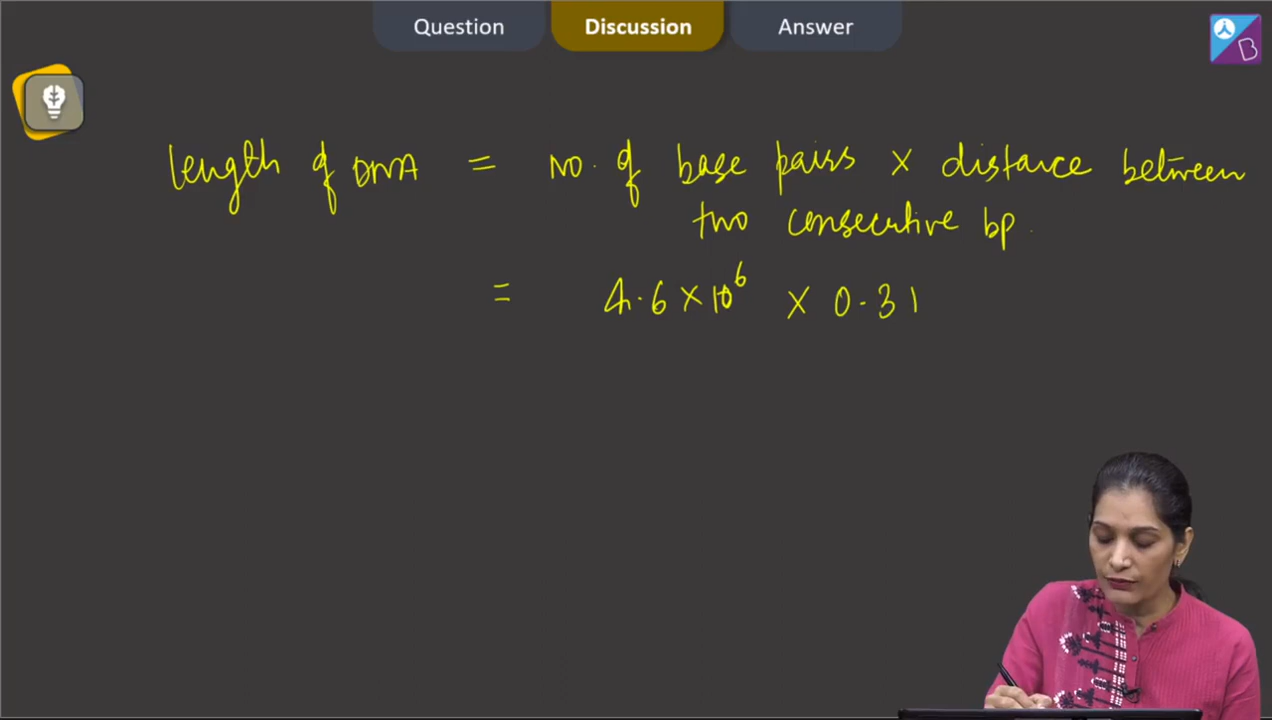 Question Discussion Answer
length of DNA = No. of base pairs × distance between
two consecutive bp.
= 4.6 × 10⁶ × 0.31